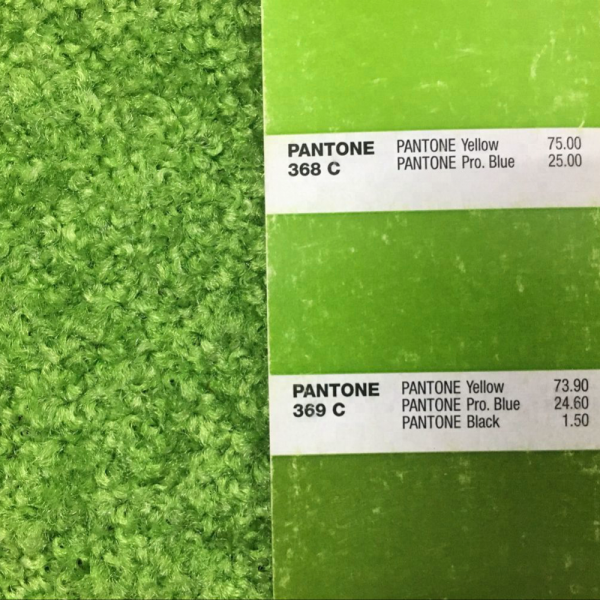 PANTONE PANTONE Yellow 75.00
368 C PANTONE Pro. Blue 25.00
PANTONE PANTONE Yellow 73.90
369 C PANTONE Pro. Blue 24.60
PANTONE Black 1.50